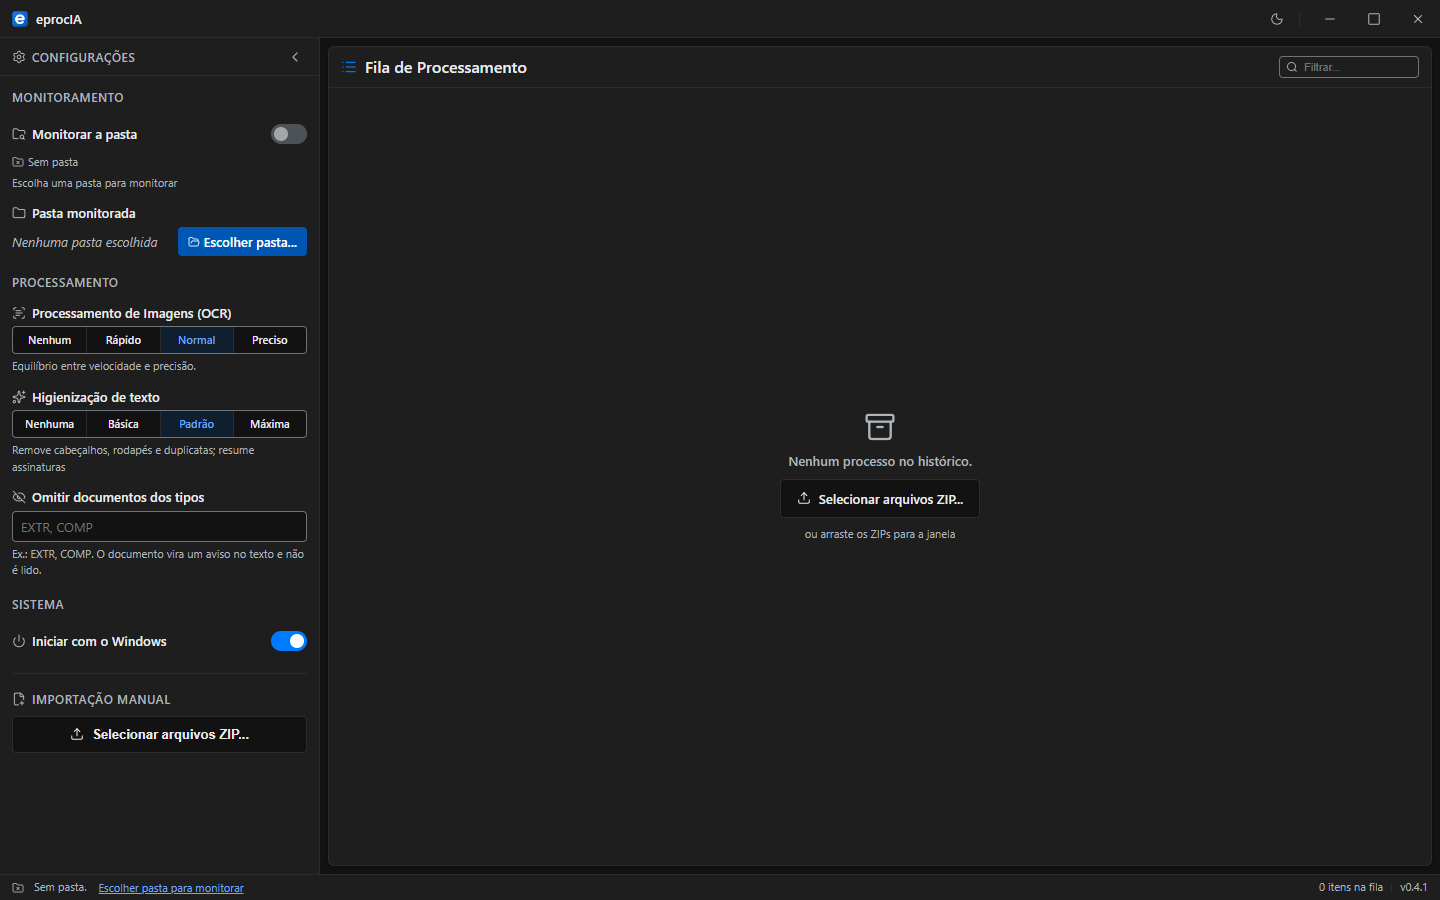 eprocIA
CONFIGURAÇÕES
MONITORAMENTO
Monitorar a pasta
Sem pasta
Escolha uma pasta para monitorar
Pasta monitorada
Nenhuma pasta escolhida
Escolher pasta...
PROCESSAMENTO
Processamento de Imagens (OCR)
Nenhum Rápido Normal Preciso
Equilíbrio entre velocidade e precisão.
Higienização de texto
Nenhuma Básica Padrão Máxima
Remove cabeçalhos, rodapés e duplicatas; resume
assinaturas
Omitir documentos dos tipos
EXTR, COMP
Ex.: EXTR, COMP. O documento vira um aviso no texto e não
é lido.
SISTEMA
Iniciar com o Windows
IMPORTAÇÃO MANUAL
Selecionar arquivos ZIP...
Fila de Processamento
Filtrar...
Nenhum processo no histórico.
Selecionar arquivos ZIP...
ou arraste os ZIPs para a janela
Sem pasta. Escolher pasta para monitorar
0 itens na fila
v0.4.1